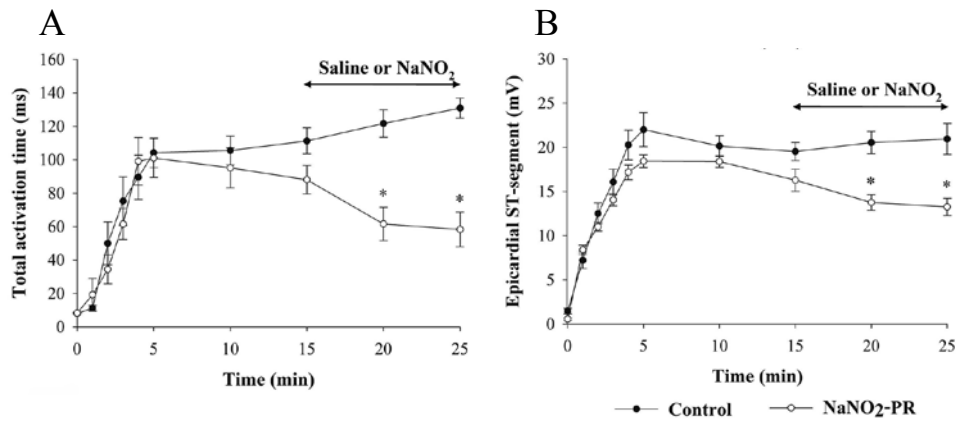 A
Total activation time (ms)
160
140
120
100
80
60
40
20
0
Saline or NaNO₂
*
*
0 5 10 15 20 25
Time (min)
B
Epicardial ST-segment (mV)
30
25
20
15
10
5
0
Saline or NaNO₂
*
*
0 5 10 15 20 25
Time (min)
Control NaNO₂-PR